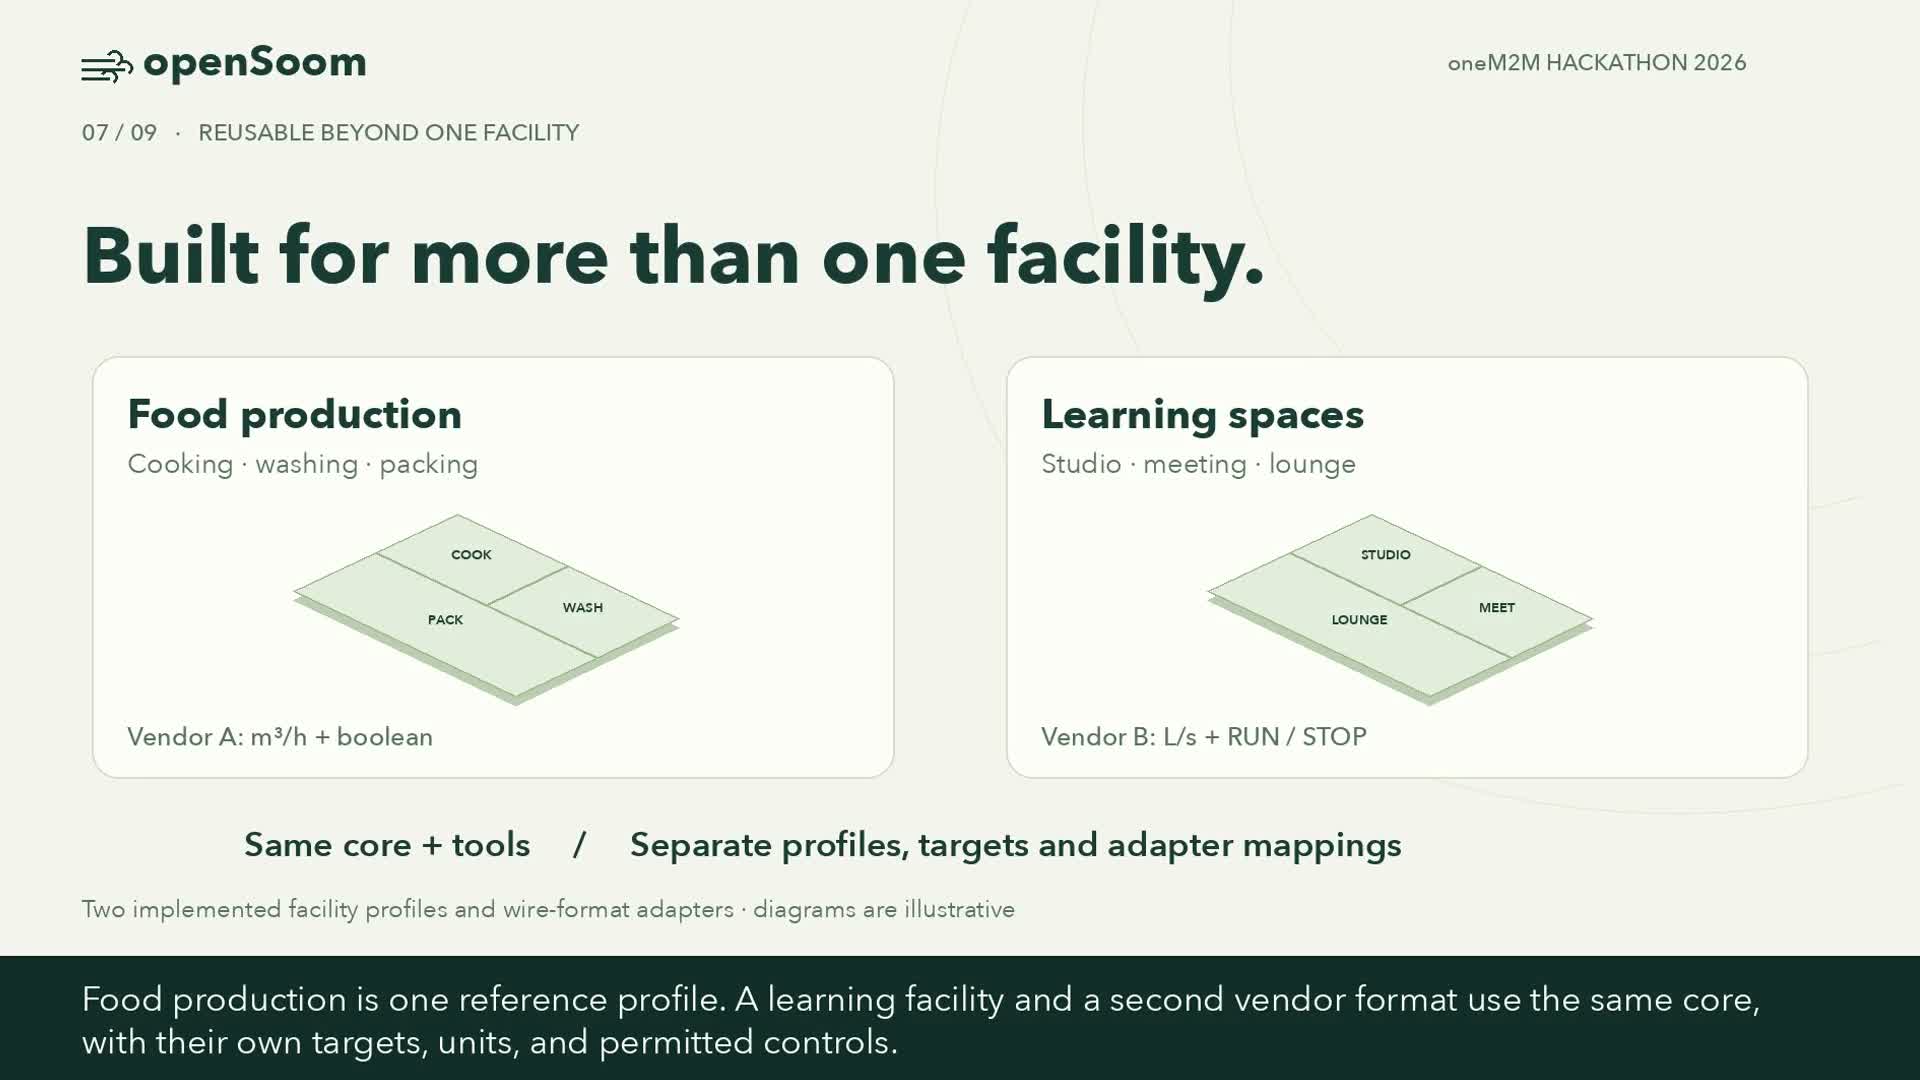 openSoom
oneM2M HACKATHON 2026
07 / 09 · REUSABLE BEYOND ONE FACILITY
Built for more than one facility.
Food production
Cooking · washing · packing
COOK
WASH
PACK
Vendor A: m³/h + boolean
Learning spaces
Studio · meeting · lounge
STUDIO
MEET
LOUNGE
Vendor B: L/s + RUN / STOP
Same core + tools / Separate profiles, targets and adapter mappings
Two implemented facility profiles and wire-format adapters · diagrams are illustrative
Food production is one reference profile. A learning facility and a second vendor format use the same core,
with their own targets, units, and permitted controls.